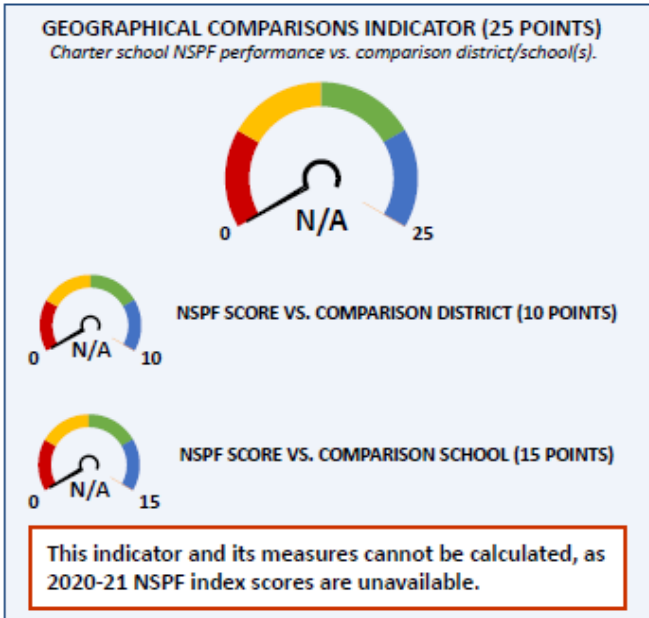 GEOGRAPHICAL COMPARISONS INDICATOR (25 POINTS)
Charter school NSPF performance vs. comparison district/school(s).
N/A
0
25
NSPF SCORE VS. COMPARISON DISTRICT (10 POINTS)
N/A
0
10
NSPF SCORE VS. COMPARISON SCHOOL (15 POINTS)
N/A
0
15
This indicator and its measures cannot be calculated, as
2020-21 NSPF index scores are unavailable.